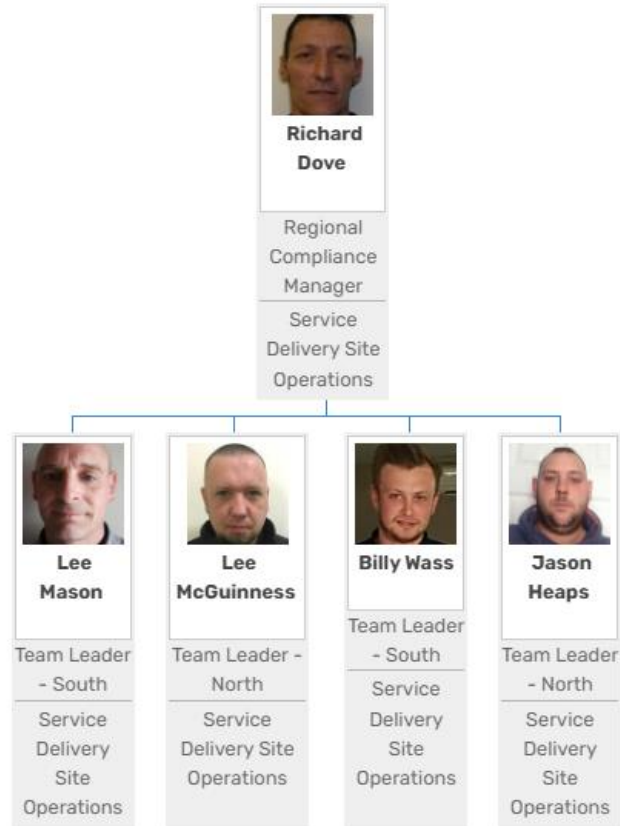 Richard
Dove
Regional
Compliance
Manager
Service
Delivery Site
Operations
Lee
Mason
Team Leader
- South
Service
Delivery
Site
Operations
Lee
McGuinness
Team Leader -
North
Service
Delivery Site
Operations
Billy Wass
Team Leader
- South
Service
Delivery
Site
Operations
Jason
Heaps
Team Leader
- North
Service
Delivery
Site
Operations